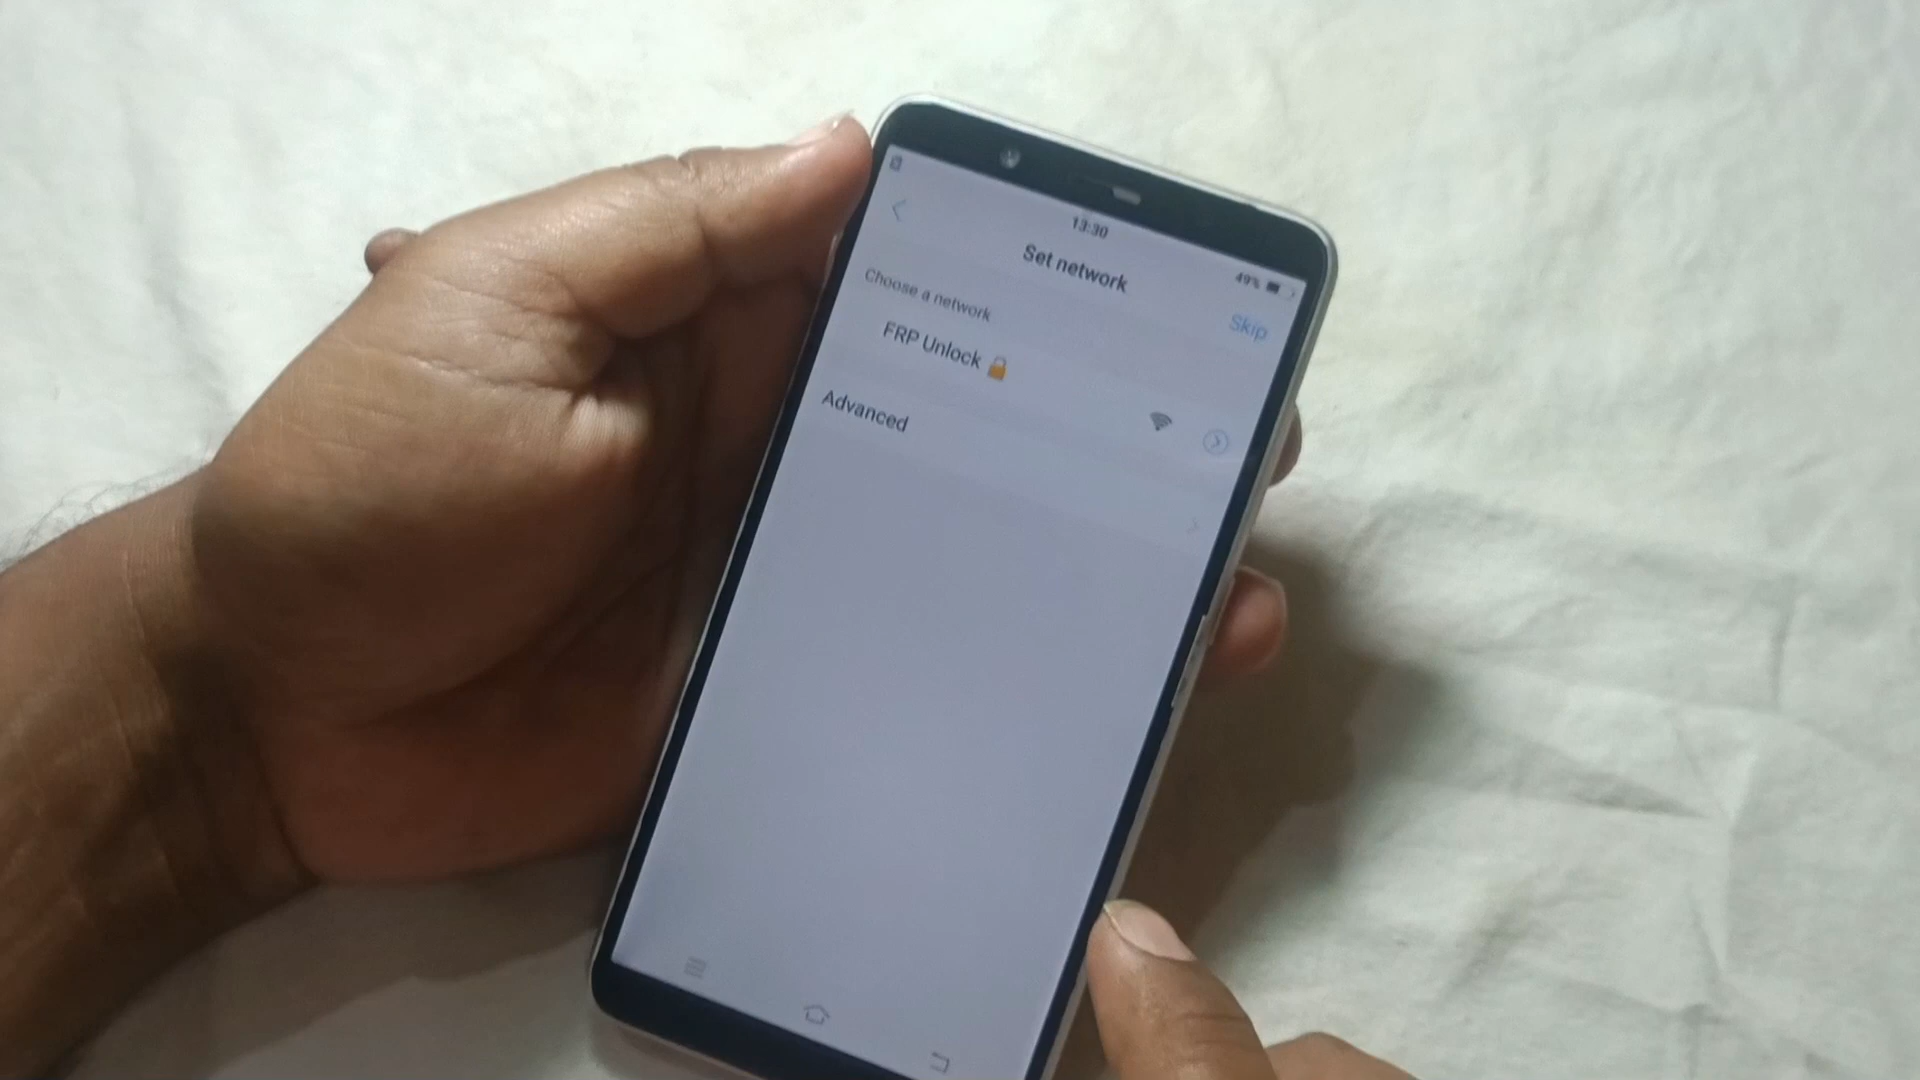 13:30
49%
Set network
Skip
Choose a network
FRP Unlock 🔒
Advanced